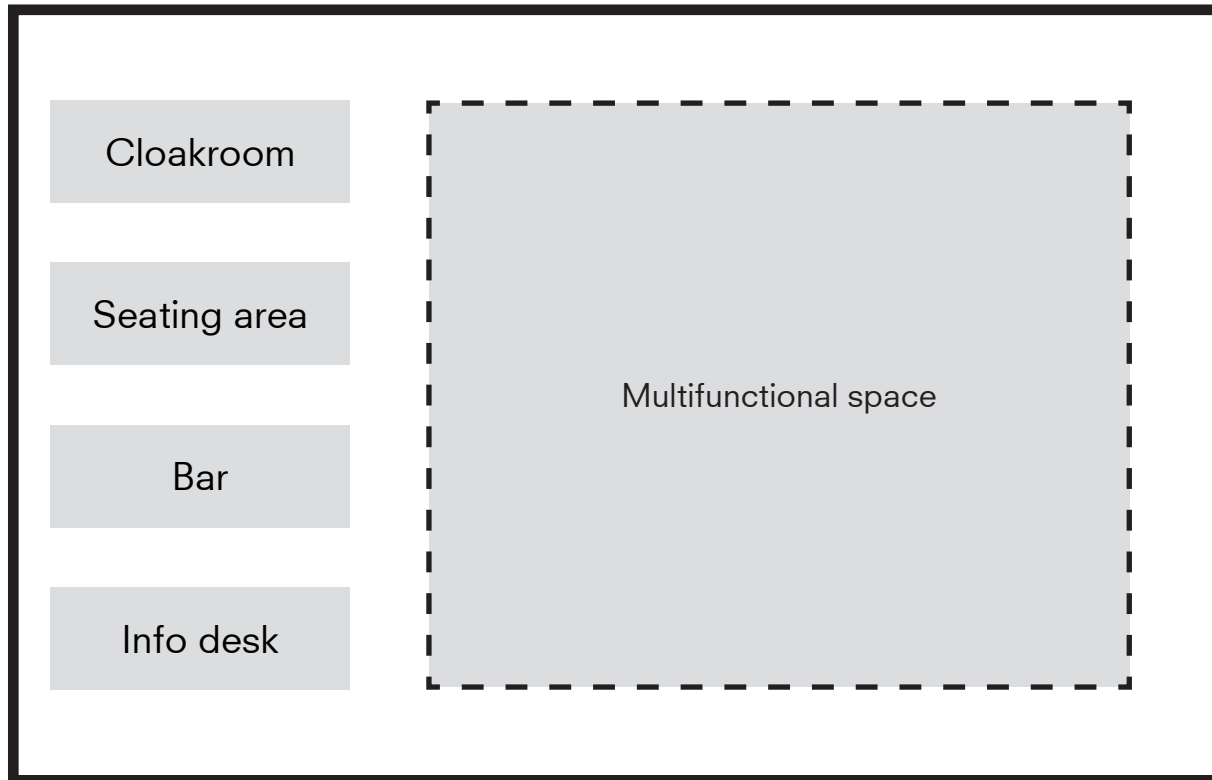 Cloakroom
Seating area
Bar
Info desk
Multifunctional space